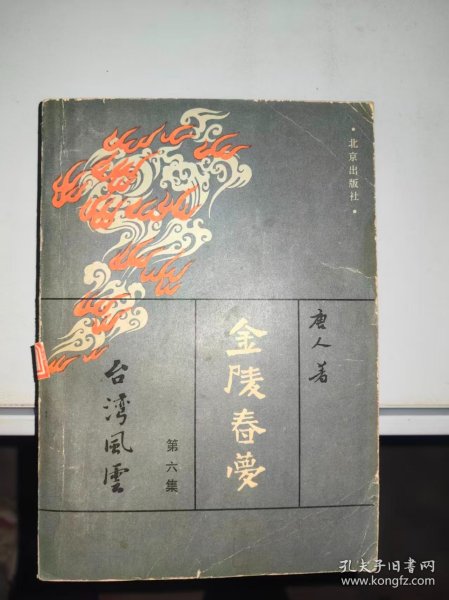 ·北京出版社·
唐人著
金陵春夢
第六集
台湾風雲
孔夫子旧书网
www.kongfz.com